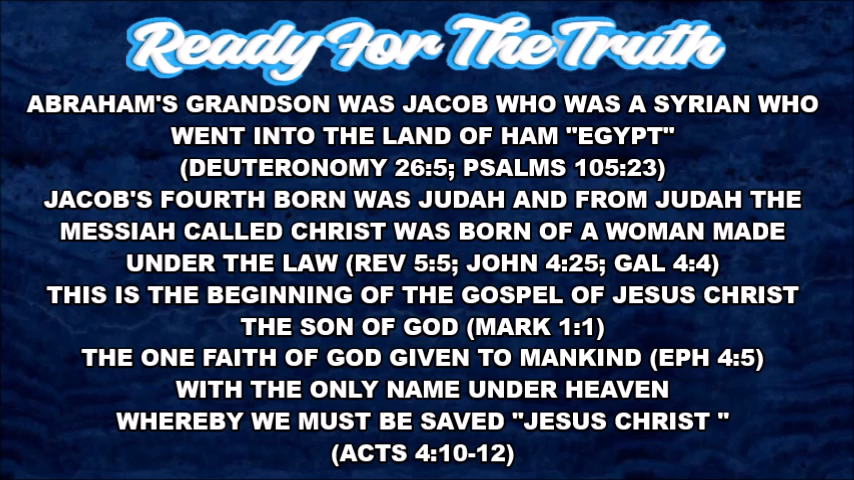 Ready For The Truth
ABRAHAM'S GRANDSON WAS JACOB WHO WAS A SYRIAN WHO
WENT INTO THE LAND OF HAM "EGYPT"
(DEUTERONOMY 26:5; PSALMS 105:23)
JACOB'S FOURTH BORN WAS JUDAH AND FROM JUDAH THE
MESSIAH CALLED CHRIST WAS BORN OF A WOMAN MADE
UNDER THE LAW (REV 5:5; JOHN 4:25; GAL 4:4)
THIS IS THE BEGINNING OF THE GOSPEL OF JESUS CHRIST
THE SON OF GOD (MARK 1:1)
THE ONE FAITH OF GOD GIVEN TO MANKIND (EPH 4:5)
WITH THE ONLY NAME UNDER HEAVEN
WHEREBY WE MUST BE SAVED "JESUS CHRIST "
(ACTS 4:10-12)